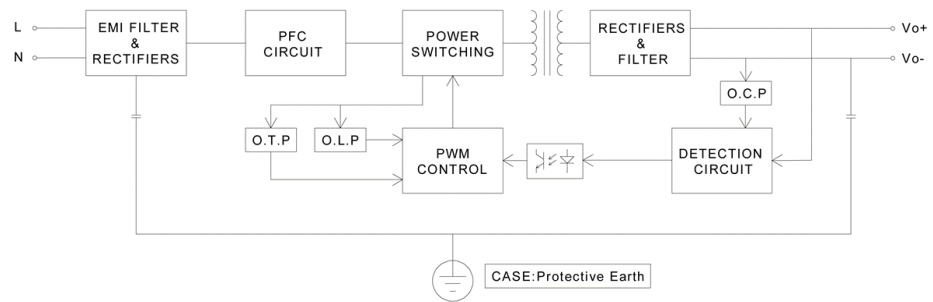 L
N
EMI FILTER
&
RECTIFIERS
PFC
CIRCUIT
POWER
SWITCHING
RECTIFIERS
&
FILTER
Vo+
Vo-
O.C.P
O.T.P
O.L.P
PWM
CONTROL
DETECTION
CIRCUIT
CASE:Protective Earth